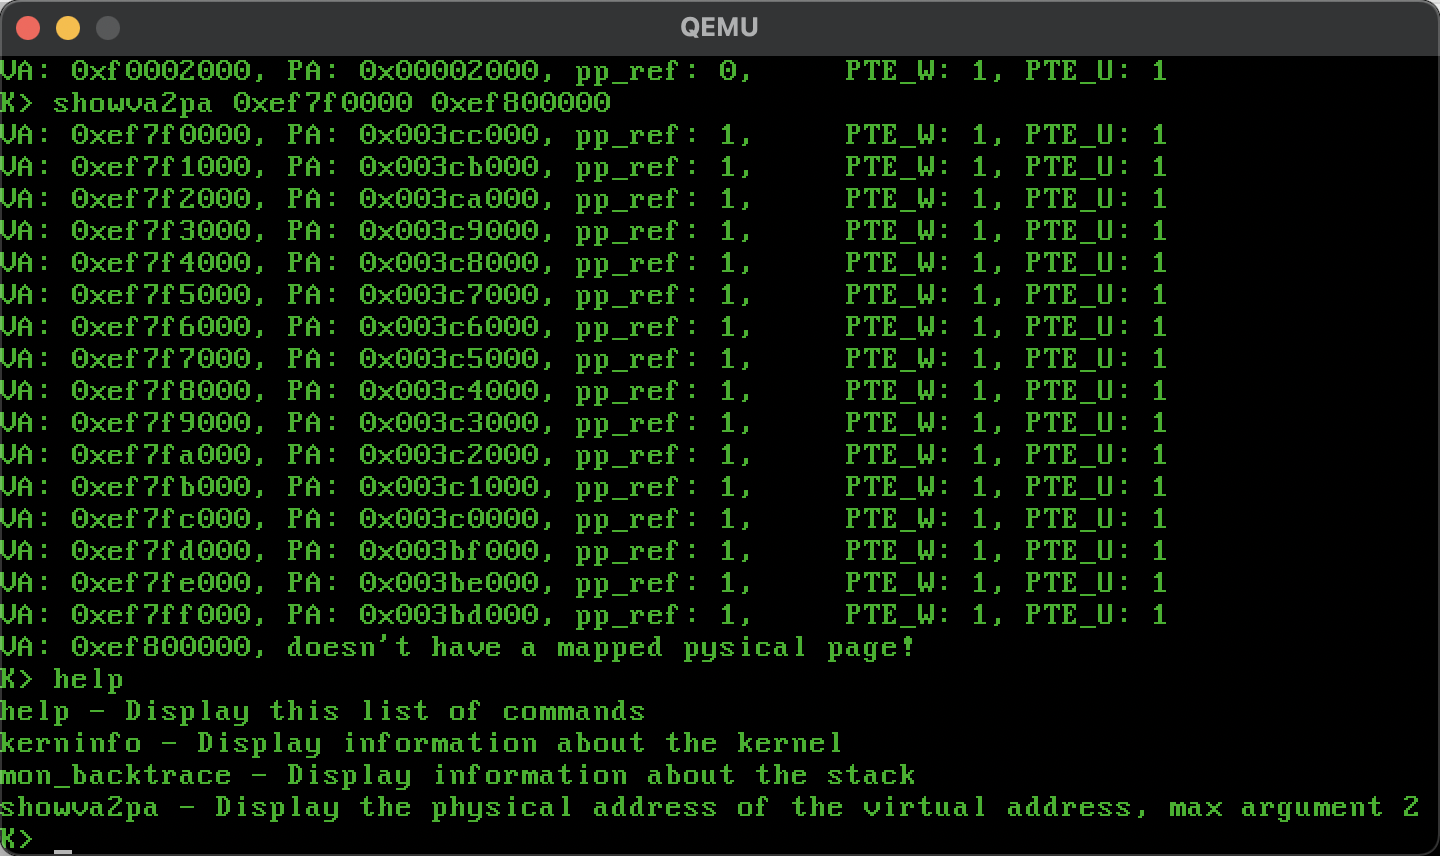 QEMU
VA: 0xf0002000, PA: 0x00002000, pp_ref: 0,     PTE_W: 1, PTE_U: 1
K> showva2pa 0xef7f0000 0xef800000
VA: 0xef7f0000, PA: 0x003cc000, pp_ref: 1,     PTE_W: 1, PTE_U: 1
VA: 0xef7f1000, PA: 0x003cb000, pp_ref: 1,     PTE_W: 1, PTE_U: 1
VA: 0xef7f2000, PA: 0x003ca000, pp_ref: 1,     PTE_W: 1, PTE_U: 1
VA: 0xef7f3000, PA: 0x003c9000, pp_ref: 1,     PTE_W: 1, PTE_U: 1
VA: 0xef7f4000, PA: 0x003c8000, pp_ref: 1,     PTE_W: 1, PTE_U: 1
VA: 0xef7f5000, PA: 0x003c7000, pp_ref: 1,     PTE_W: 1, PTE_U: 1
VA: 0xef7f6000, PA: 0x003c6000, pp_ref: 1,     PTE_W: 1, PTE_U: 1
VA: 0xef7f7000, PA: 0x003c5000, pp_ref: 1,     PTE_W: 1, PTE_U: 1
VA: 0xef7f8000, PA: 0x003c4000, pp_ref: 1,     PTE_W: 1, PTE_U: 1
VA: 0xef7f9000, PA: 0x003c3000, pp_ref: 1,     PTE_W: 1, PTE_U: 1
VA: 0xef7fa000, PA: 0x003c2000, pp_ref: 1,     PTE_W: 1, PTE_U: 1
VA: 0xef7fb000, PA: 0x003c1000, pp_ref: 1,     PTE_W: 1, PTE_U: 1
VA: 0xef7fc000, PA: 0x003c0000, pp_ref: 1,     PTE_W: 1, PTE_U: 1
VA: 0xef7fd000, PA: 0x003bf000, pp_ref: 1,     PTE_W: 1, PTE_U: 1
VA: 0xef7fe000, PA: 0x003be000, pp_ref: 1,     PTE_W: 1, PTE_U: 1
VA: 0xef7ff000, PA: 0x003bd000, pp_ref: 1,     PTE_W: 1, PTE_U: 1
VA: 0xef800000, doesn't have a mapped pysical page!
K> help
help - Display this list of commands
kerninfo - Display information about the kernel
mon_backtrace - Display information about the stack
showva2pa - Display the physical address of the virtual address, max argument 2
K> _